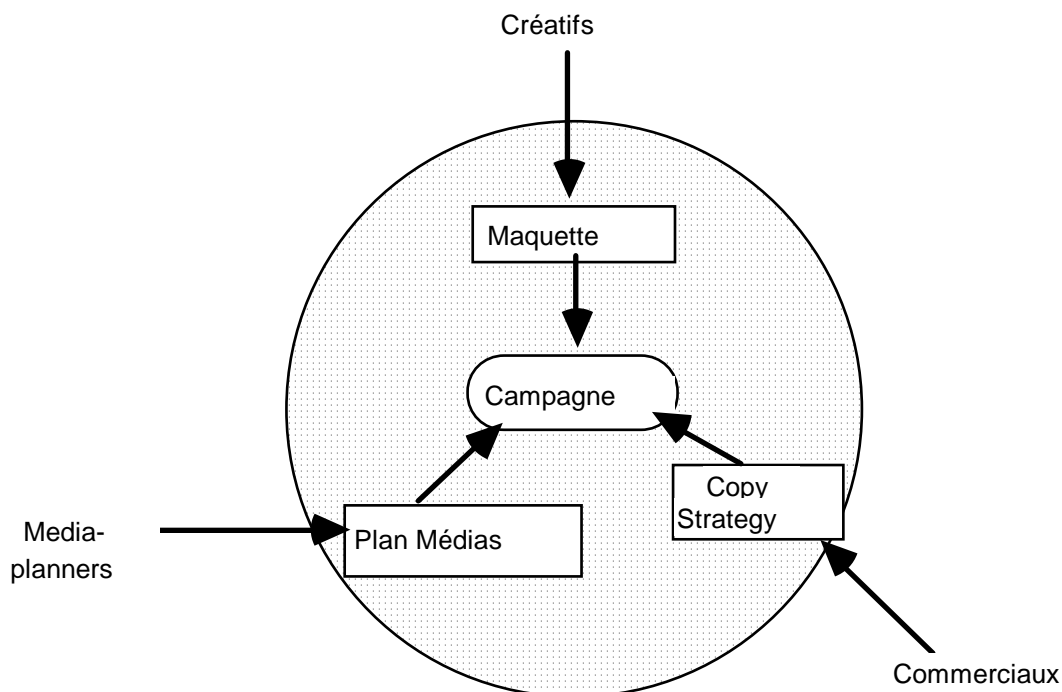 Créatifs
Maquette
Campagne
Copy
Strategy
Plan Médias
Media-
planners
Commerciaux